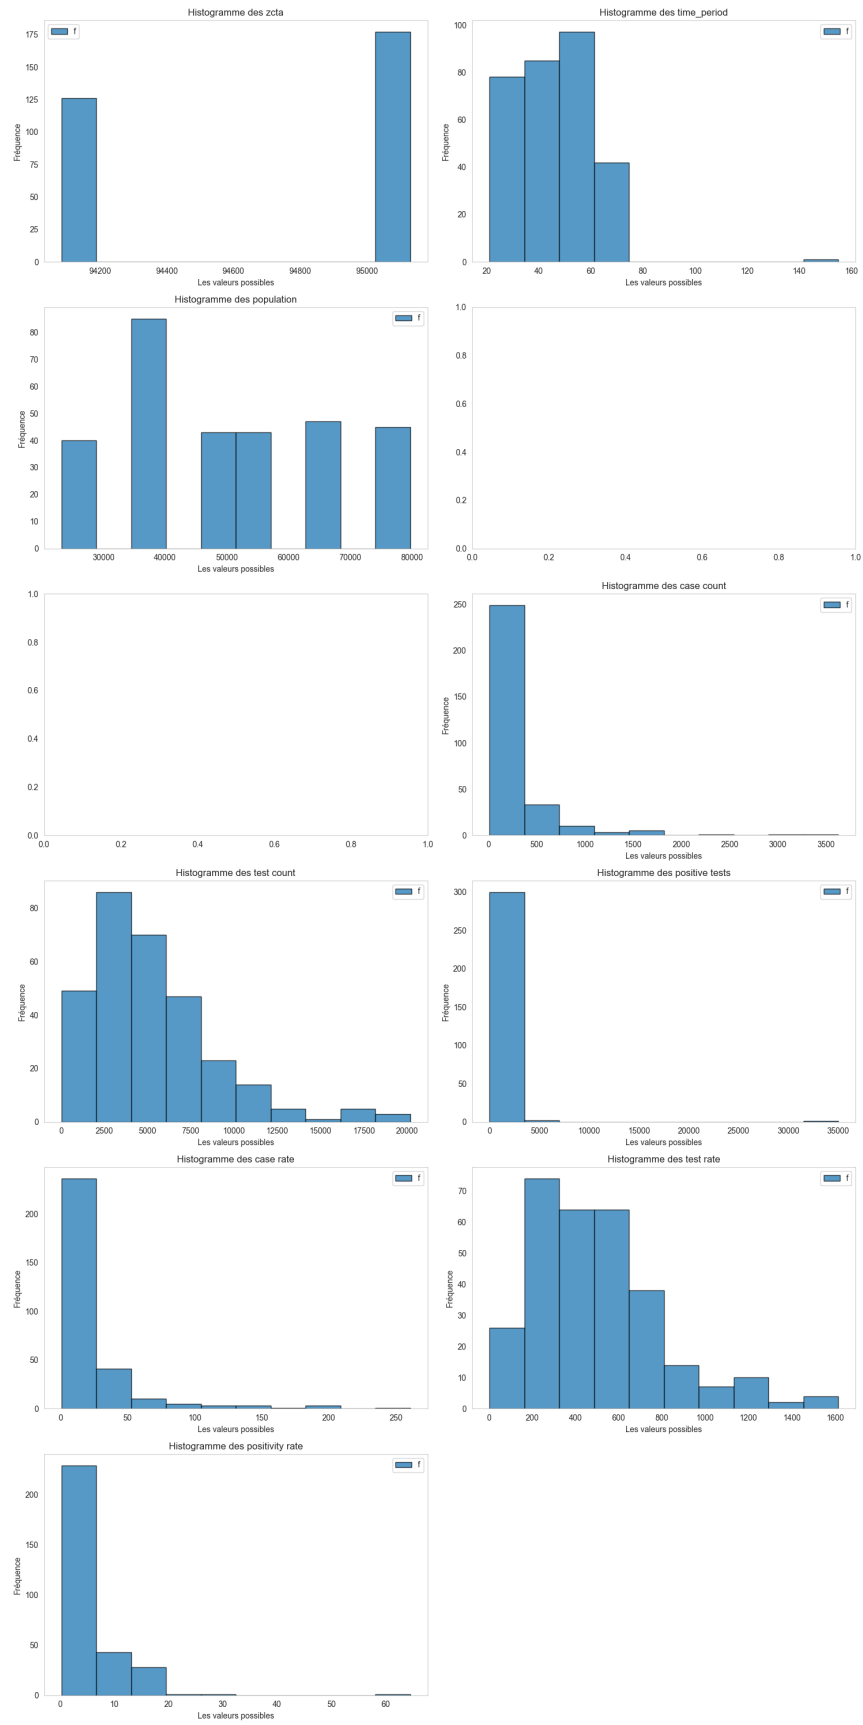 Histogramme des zcta
f
Fréquence
175
150
125
100
75
50
25
0
94200 94400 94600 94800 95000
Les valeurs possibles
Histogramme des time_period
f
Fréquence
100
80
60
40
20
0
20 40 60 80 100 120 140 160
Les valeurs possibles
Histogramme des population
f
Fréquence
80
70
60
50
40
30
20
10
0
30000 40000 50000 60000 70000 80000
Les valeurs possibles
1.0
0.8
0.6
0.4
0.2
0.0
0.0 0.2 0.4 0.6 0.8 1.0
1.0
0.8
0.6
0.4
0.2
0.0
0.0 0.2 0.4 0.6 0.8 1.0
Histogramme des case count
f
Fréquence
250
200
150
100
50
0
0 500 1000 1500 2000 2500 3000 3500
Les valeurs possibles
Histogramme des test count
f
Fréquence
80
60
40
20
0
0 2500 5000 7500 10000 12500 15000 17500 20000
Les valeurs possibles
Histogramme des positive tests
f
Fréquence
300
250
200
150
100
50
0
0 5000 10000 15000 20000 25000 30000 35000
Les valeurs possibles
Histogramme des case rate
f
Fréquence
200
150
100
50
0
0 50 100 150 200 250
Les valeurs possibles
Histogramme des test rate
f
Fréquence
70
60
50
40
30
20
10
0
0 200 400 600 800 1000 1200 1400 1600
Les valeurs possibles
Histogramme des positivity rate
f
Fréquence
200
150
100
50
0
0 10 20 30 40 50 60
Les valeurs possibles